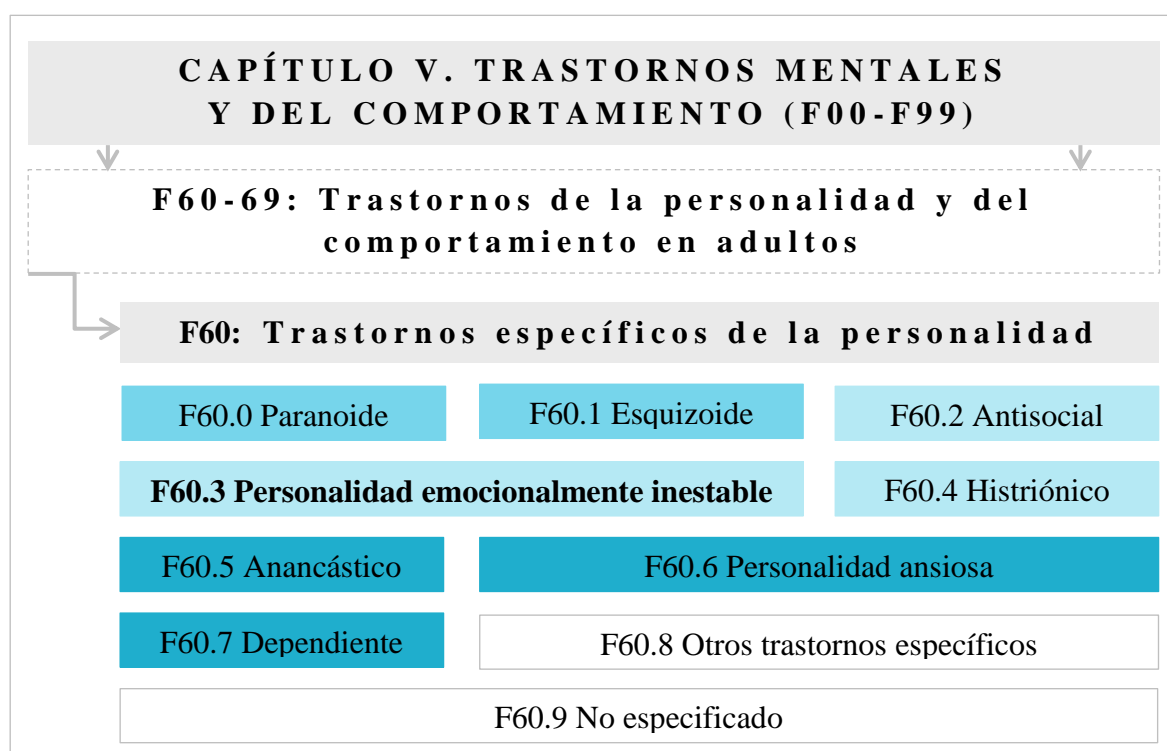 CAPÍTULO V. TRASTORNOS MENTALES
Y DEL COMPORTAMIENTO (F00-F99)
F60-69: Trastornos de la personalidad y del
comportamiento en adultos
F60: Trastornos específicos de la personalidad
F60.0 Paranoide
F60.1 Esquizoide
F60.2 Antisocial
F60.3 Personalidad emocionalmente inestable
F60.4 Histriónico
F60.5 Anancástico
F60.6 Personalidad ansiosa
F60.7 Dependiente
F60.8 Otros trastornos específicos
F60.9 No especificado